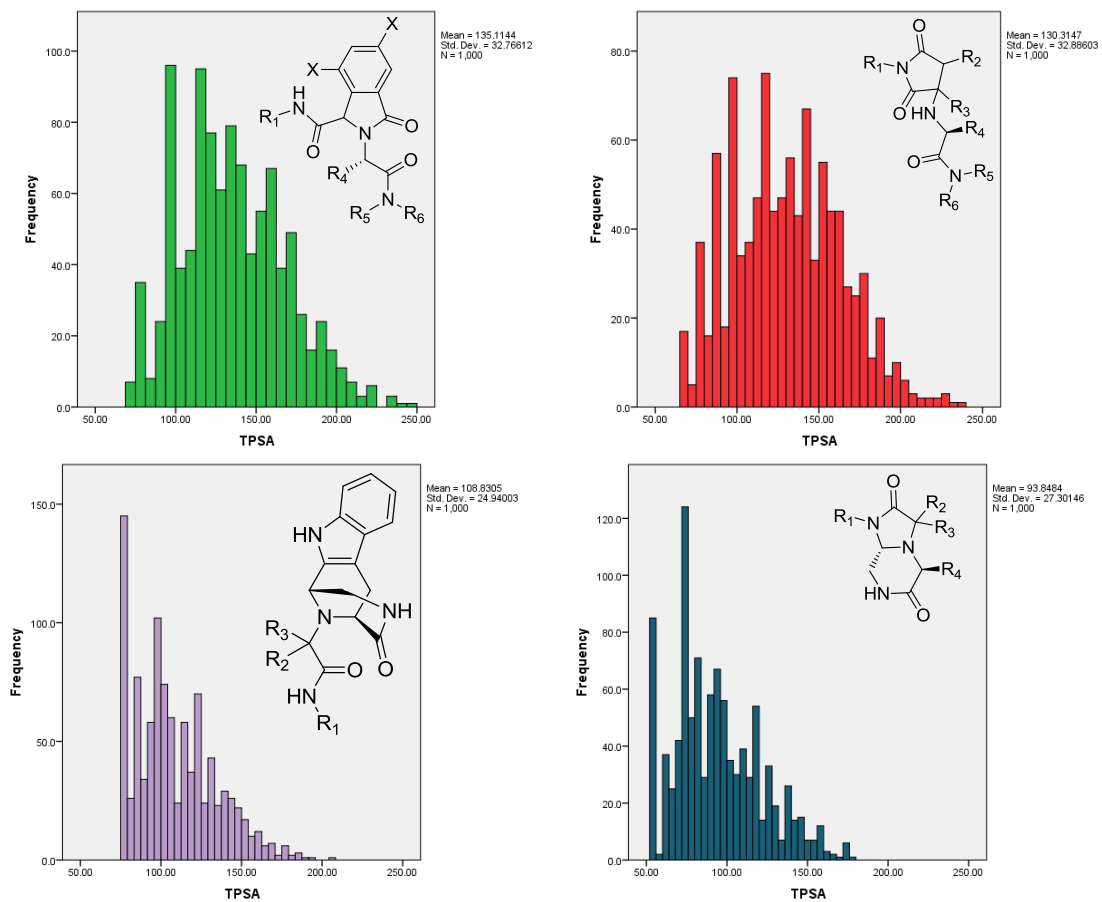 Mean = 135.1144
Std. Dev. = 32.76612
N = 1,000
100.0
80.0
60.0
40.0
20.0
0.0
Frequency
50.00 100.00 150.00 200.00 250.00
TPSA
X
X
H
N
R1
O
N
O
R4
O
N
R5 R6
Mean = 130.3147
Std. Dev. = 32.88603
N = 1,000
80.0
60.0
40.0
20.0
0.0
Frequency
50.00 100.00 150.00 200.00 250.00
TPSA
O
R1 N R2
O R3
HN
R4
O
N R5
R6
Mean = 108.8305
Std. Dev. = 24.94003
N = 1,000
150.0
100.0
50.0
0.0
Frequency
50.00 100.00 150.00 200.00 250.00
TPSA
HN
N NH
R3
R2
O O
HN
R1
Mean = 93.8484
Std. Dev. = 27.30146
N = 1,000
120.0
100.0
80.0
60.0
40.0
20.0
0.0
Frequency
50.00 100.00 150.00 200.00 250.00
TPSA
O
R2
R1 N R3
N
R4
HN
O